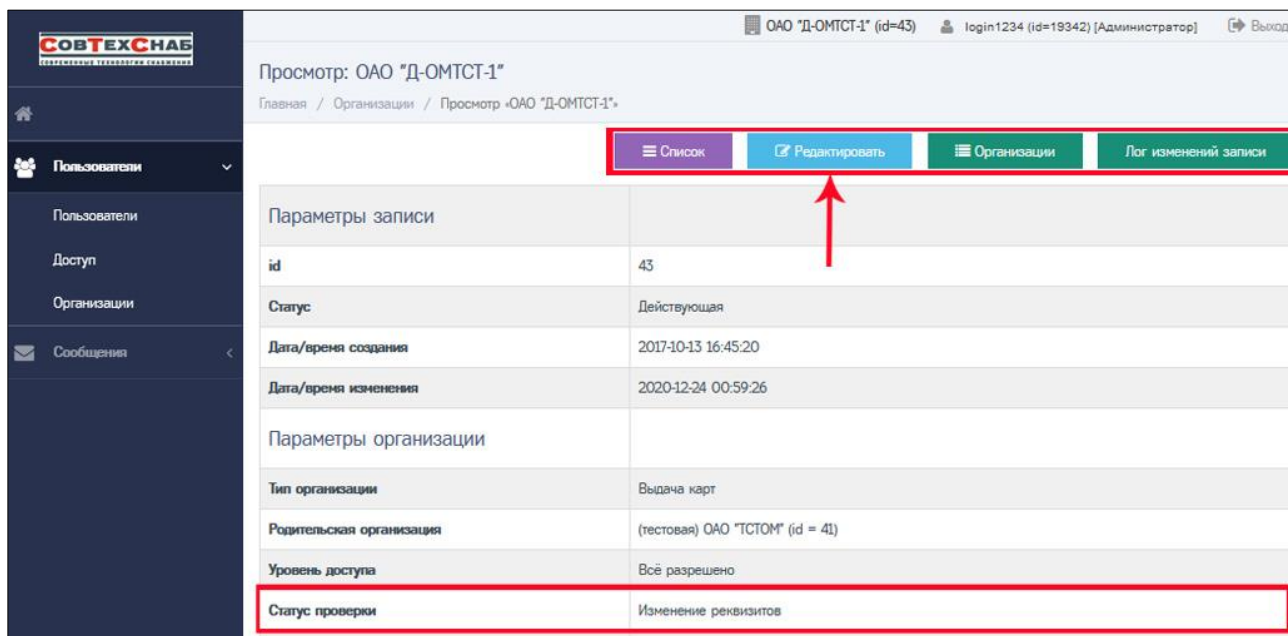 СОВТЕХСНАБ
СОВРЕМЕННЫЕ ТЕХНОЛОГИИ СНАБЖЕНИЯ
ОАО "Д-ОМТСТ-1" (id=43) login1234 (id=19342) [Администратор] Выход
Просмотр: ОАО "Д-ОМТСТ-1"
Главная / Организации / Просмотр «ОАО "Д-ОМТСТ-1"»
Список Редактировать Организации Лог изменений записи
Пользователи
Пользователи
Доступ
Организации
Сообщения
Параметры записи
id 43
Статус Действующая
Дата/время создания 2017-10-13 16:45:20
Дата/время изменения 2020-12-24 00:59:26
Параметры организации
Тип организации Выдача карт
Родительская организация (тестовая) ОАО "ТСТОМ" (id = 41)
Уровень доступа Всё разрешено
Статус проверки Изменение реквизитов